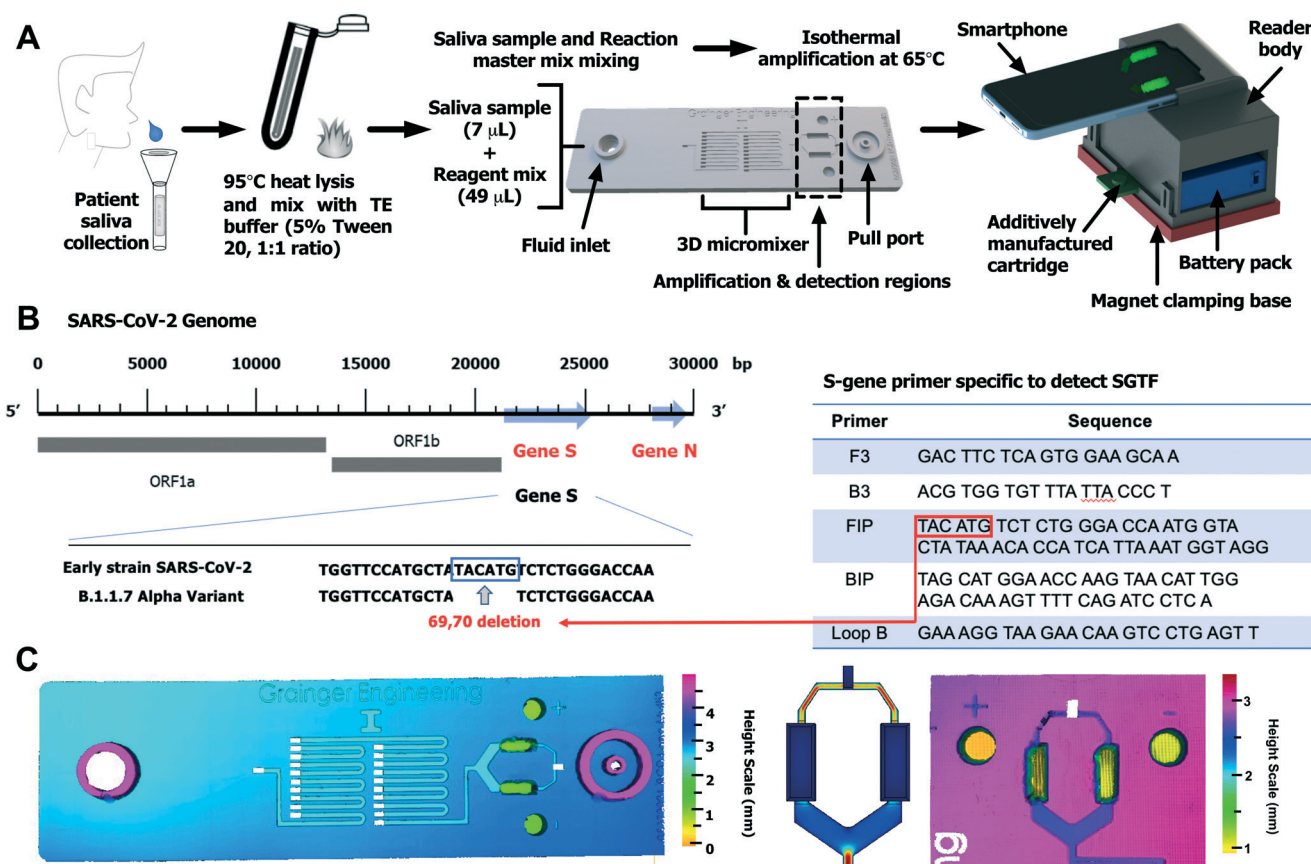 A
Patient
saliva
collection
95°C heat lysis
and mix with TE
buffer (5% Tween
20, 1:1 ratio)
Saliva sample and Reaction
master mix mixing
Isothermal
amplification at 65°C
Saliva sample
(7 μL)
+
Reagent mix
(49 μL)
Grainger Engineering
Fluid inlet
3D micromixer
Pull port
Amplification & detection regions
Smartphone
Reader
body
Additively
manufactured
cartridge
Battery pack
Magnet clamping base
B
SARS-CoV-2 Genome
0 5000 10000 15000 20000 25000 30000 bp
5′ 3′
ORF1a
ORF1b
Gene S
Gene N
Gene S
Early strain SARS-CoV-2 TGGTTCCATGCTATACATGTCTCTGGGACCAA
B.1.1.7 Alpha Variant TGGTTCCATGCTA TCTCTGGGACCAA
69,70 deletion
S-gene primer specific to detect SGTF
Primer Sequence
F3 GAC TTC TCA GTG GAA GCA A
B3 ACG TGG TGT TTA TTA CCC T
FIP TAC ATG TCT CTG GGA CCA ATG GTA
CTA TAA ACA CCA TCA TTA AAT GGT AGG
BIP TAG CAT GGA ACC AAG TAA CAT TGG
AGA CAA AGT TTT CAG ATC CTC A
Loop B GAA AGG TAA GAA CAA GTC CTG AGT T
C
Grainger Engineering
I
+
-
4
3
2
1
0
Height Scale (mm)
+
-
ng
3
2
1
Height Scale (mm)